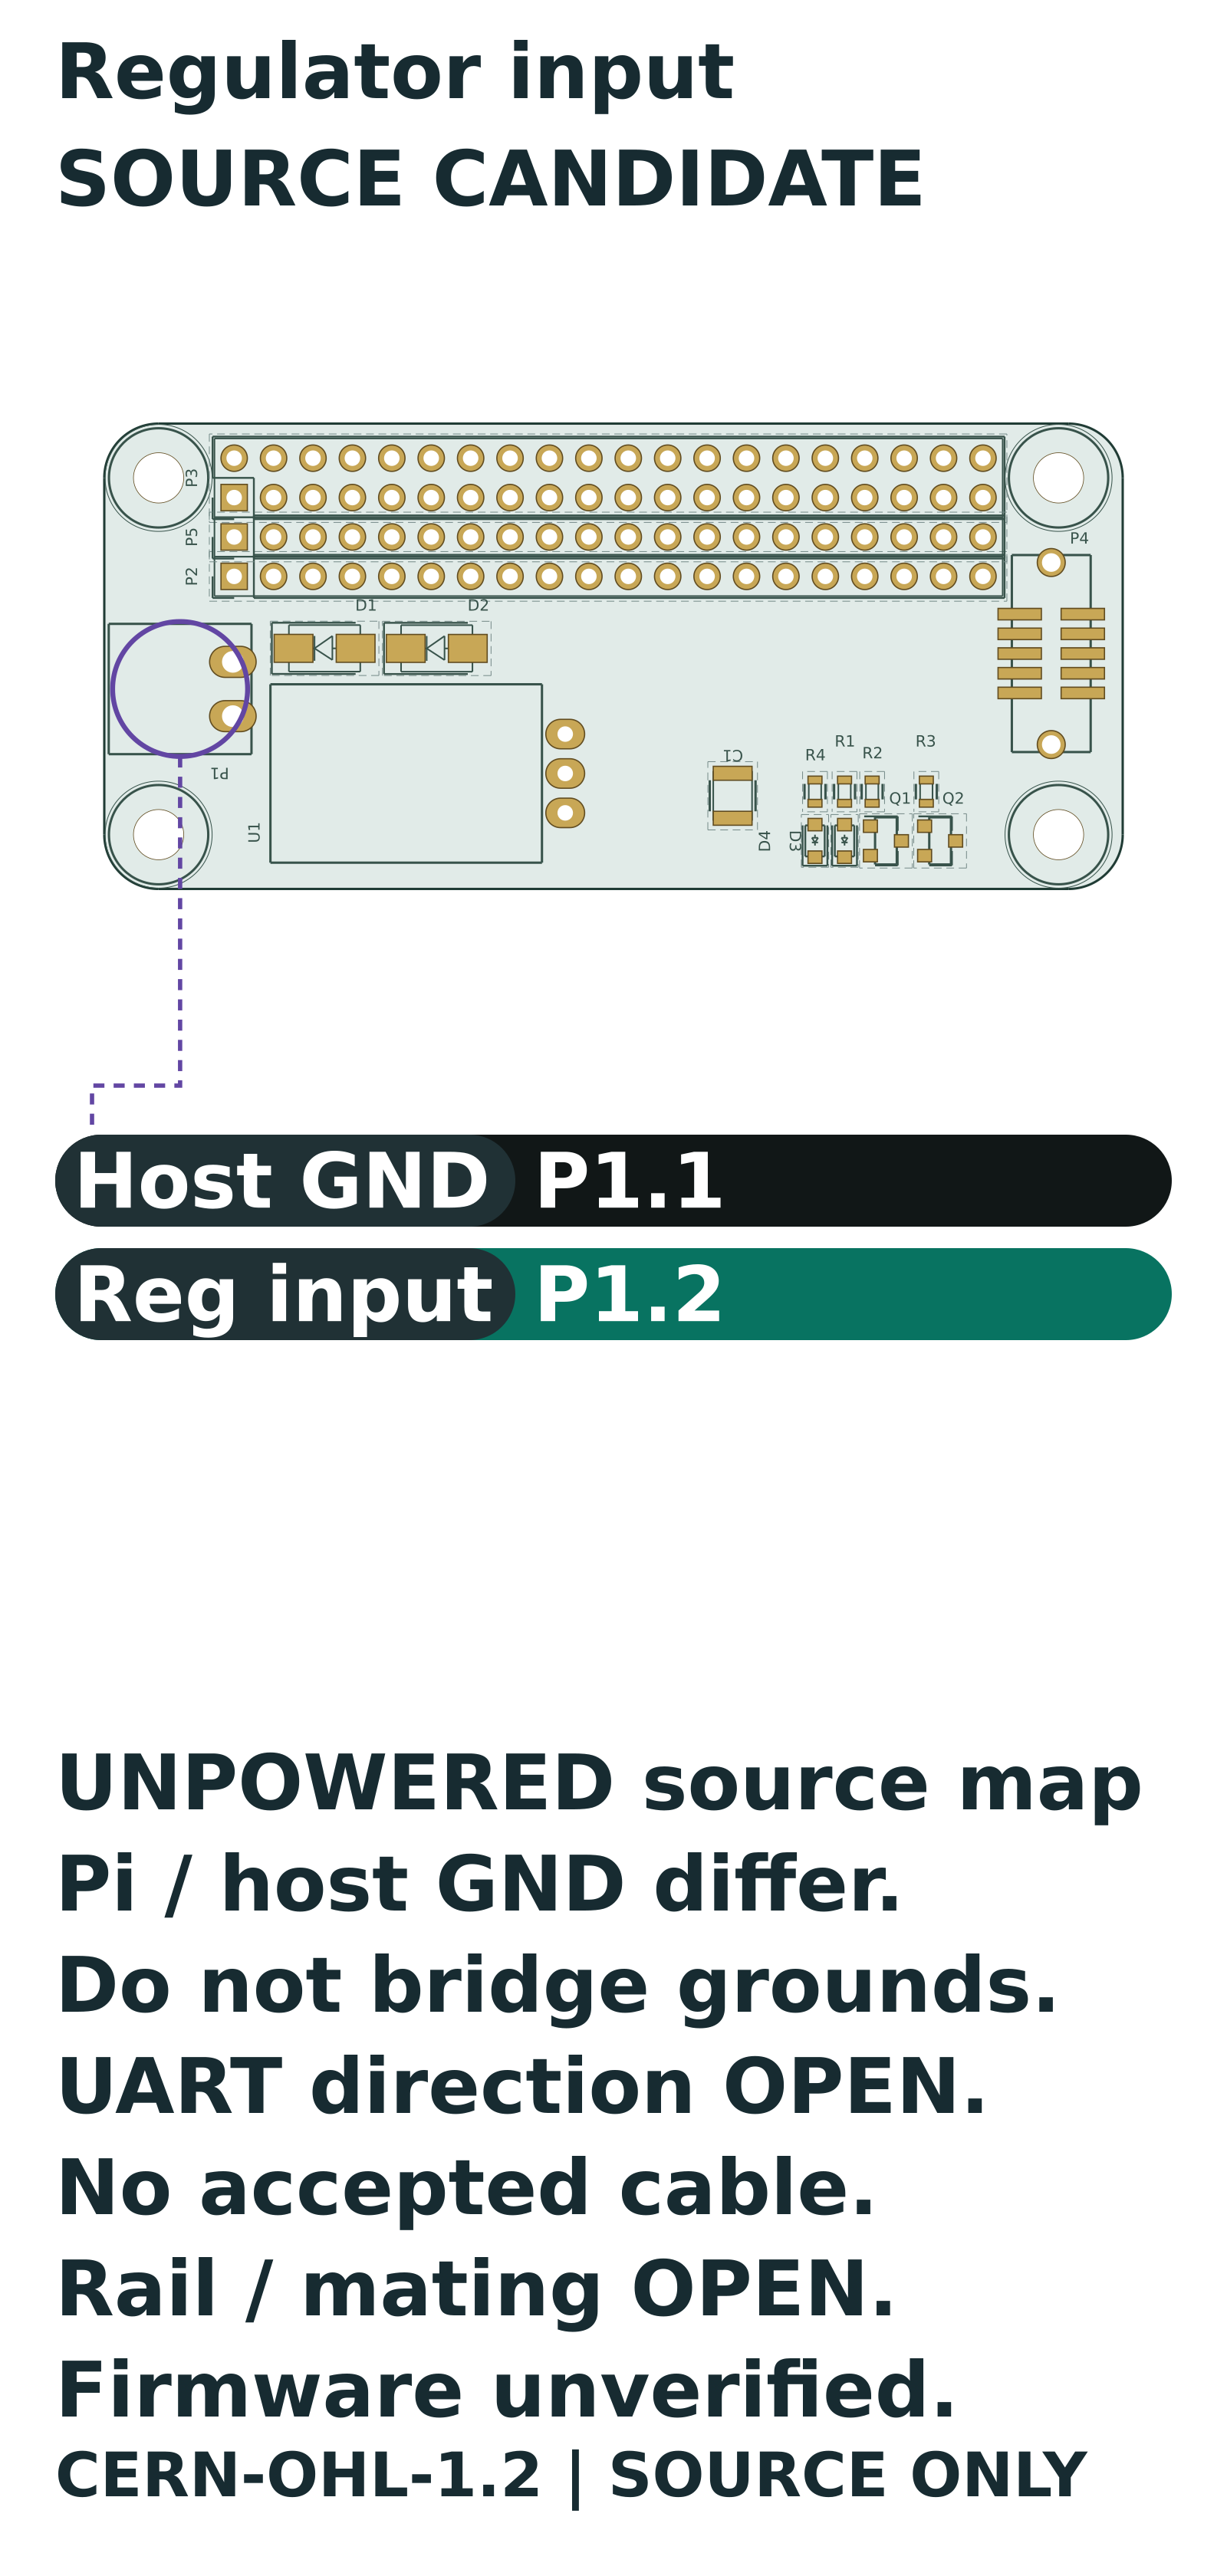 Regulator input
SOURCE CANDIDATE
P3
P5
P2
P4
D1 D2
P1
U1
C1
R4 R1 R2 R3
Q1 Q2
D4 D3
Host GND P1.1
Reg input P1.2
UNPOWERED source map
Pi / host GND differ.
Do not bridge grounds.
UART direction OPEN.
No accepted cable.
Rail / mating OPEN.
Firmware unverified.
CERN-OHL-1.2 | SOURCE ONLY